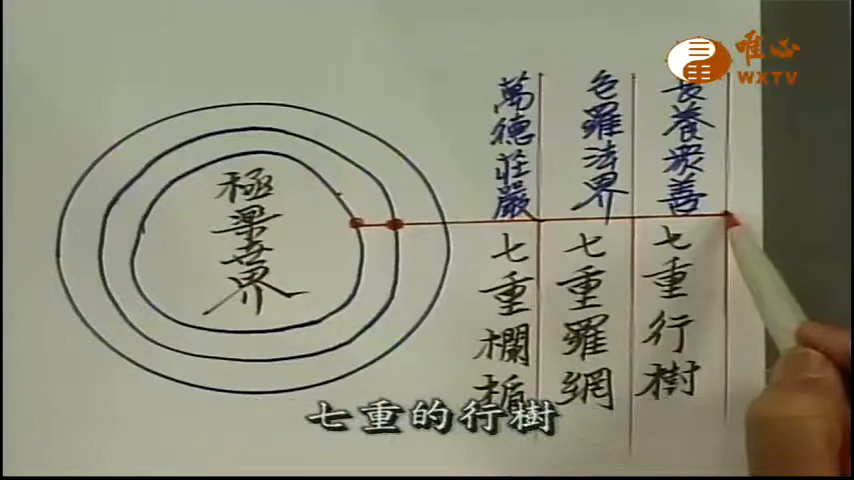 唯心
WXTV
極樂世界
長養眾善
包羅法界
萬德莊嚴
七重行樹
七重羅網
七重欄楯
七重的行樹